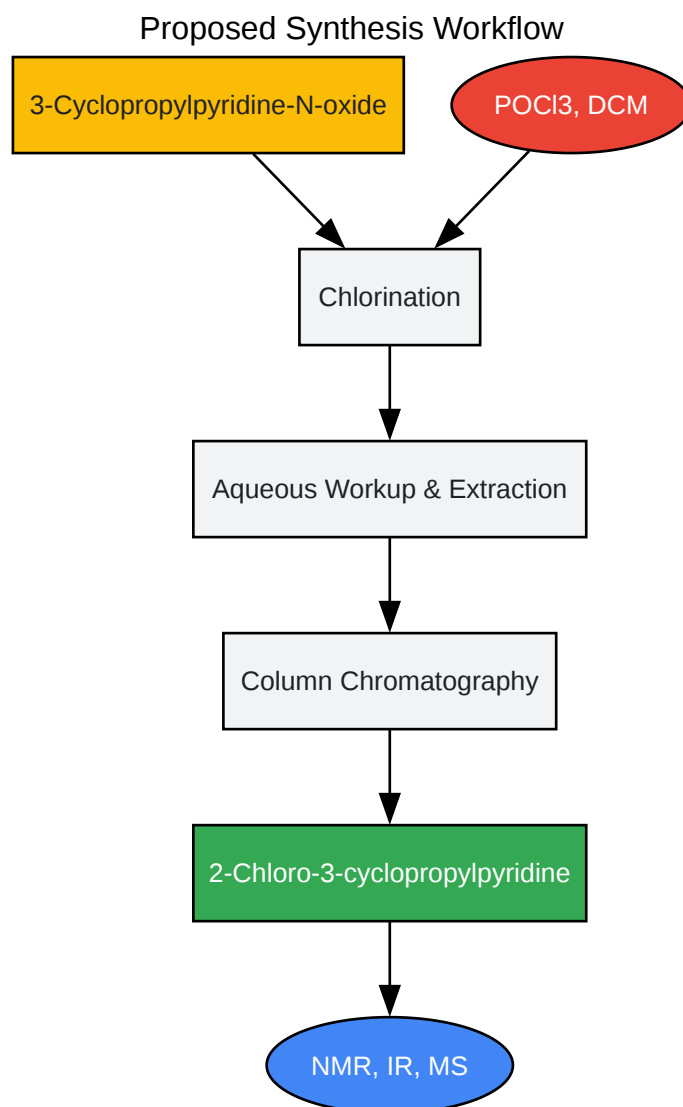 Proposed Synthesis Workflow
3-Cyclopropylpyridine-N-oxide
POCl3, DCM
Chlorination
Aqueous Workup & Extraction
Column Chromatography
2-Chloro-3-cyclopropylpyridine
NMR, IR, MS